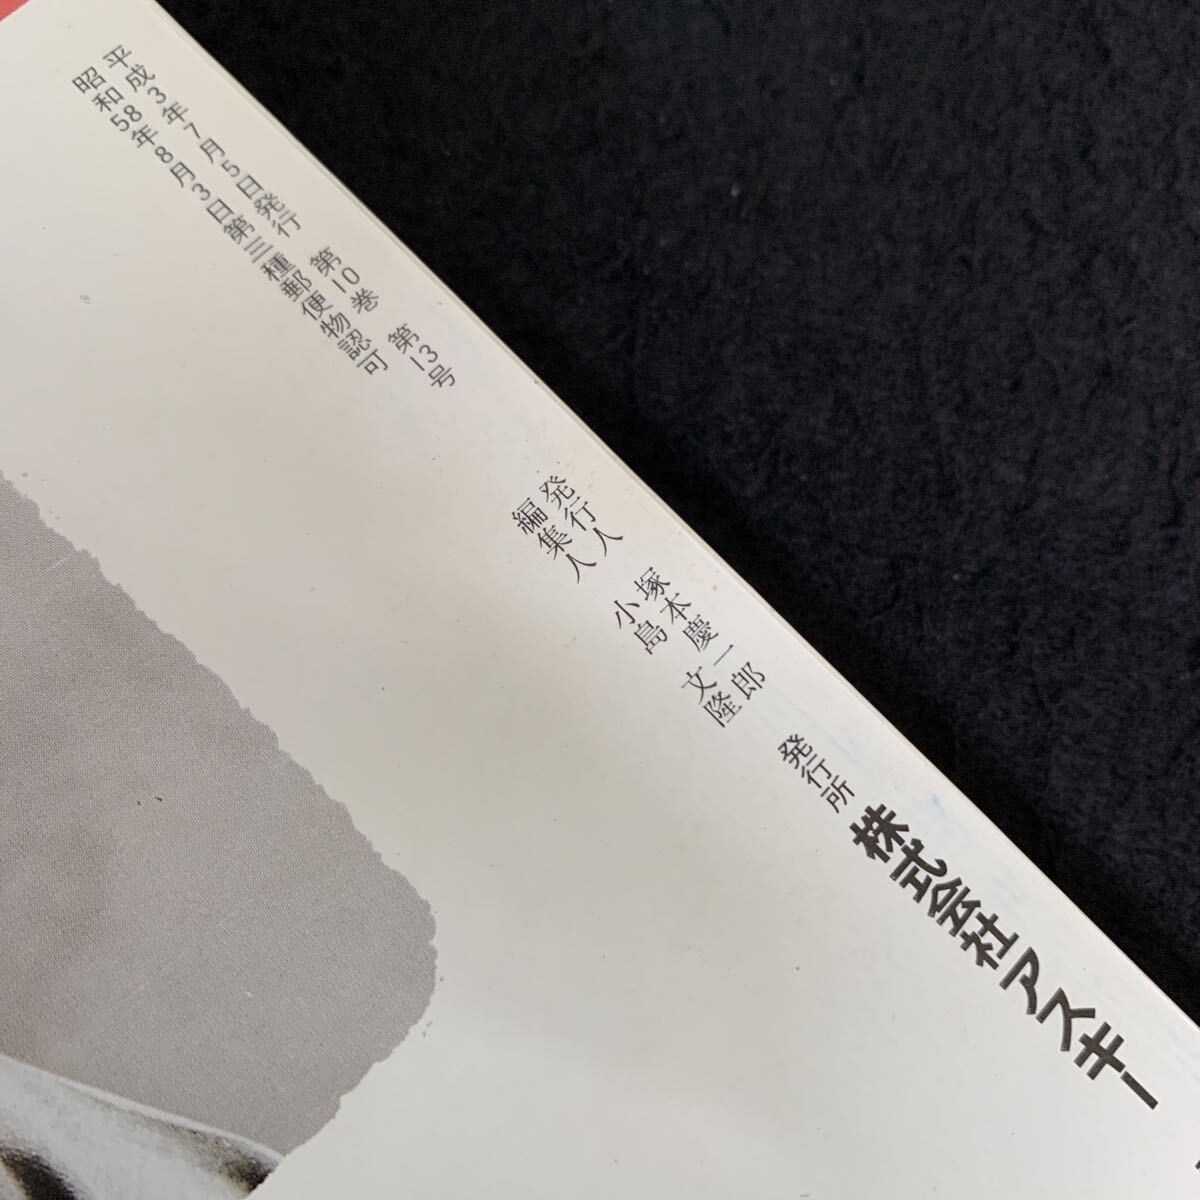 平成3年7月5日発行 第10巻 第13号
昭和58年8月3日第三種郵便物認可
発行人 塚本慶一郎
編集人 小島 文隆
発行所 株式会社アスキー